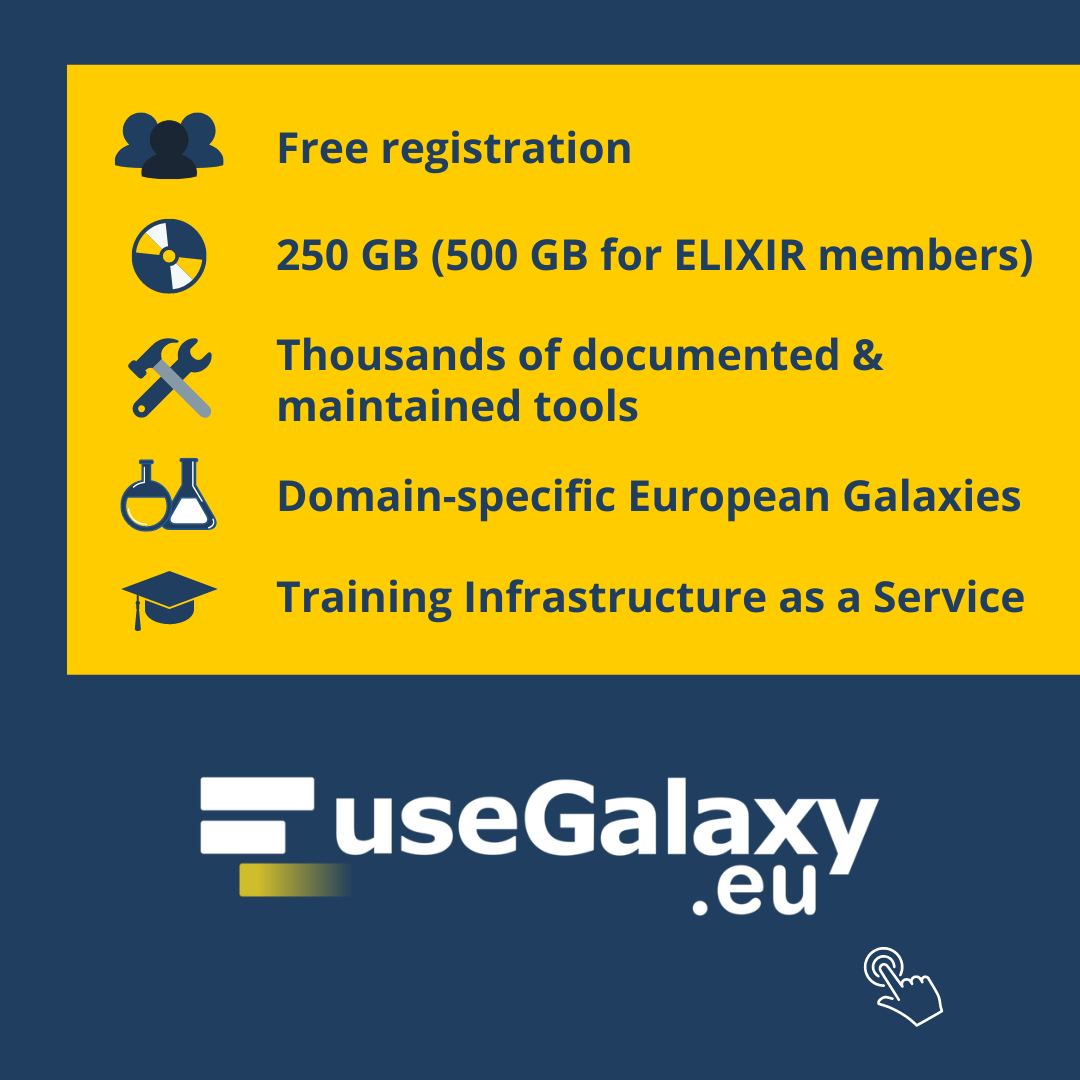 Free registration
250 GB (500 GB for ELIXIR members)
Thousands of documented &
maintained tools
Domain-specific European Galaxies
Training Infrastructure as a Service
useGalaxy
.eu